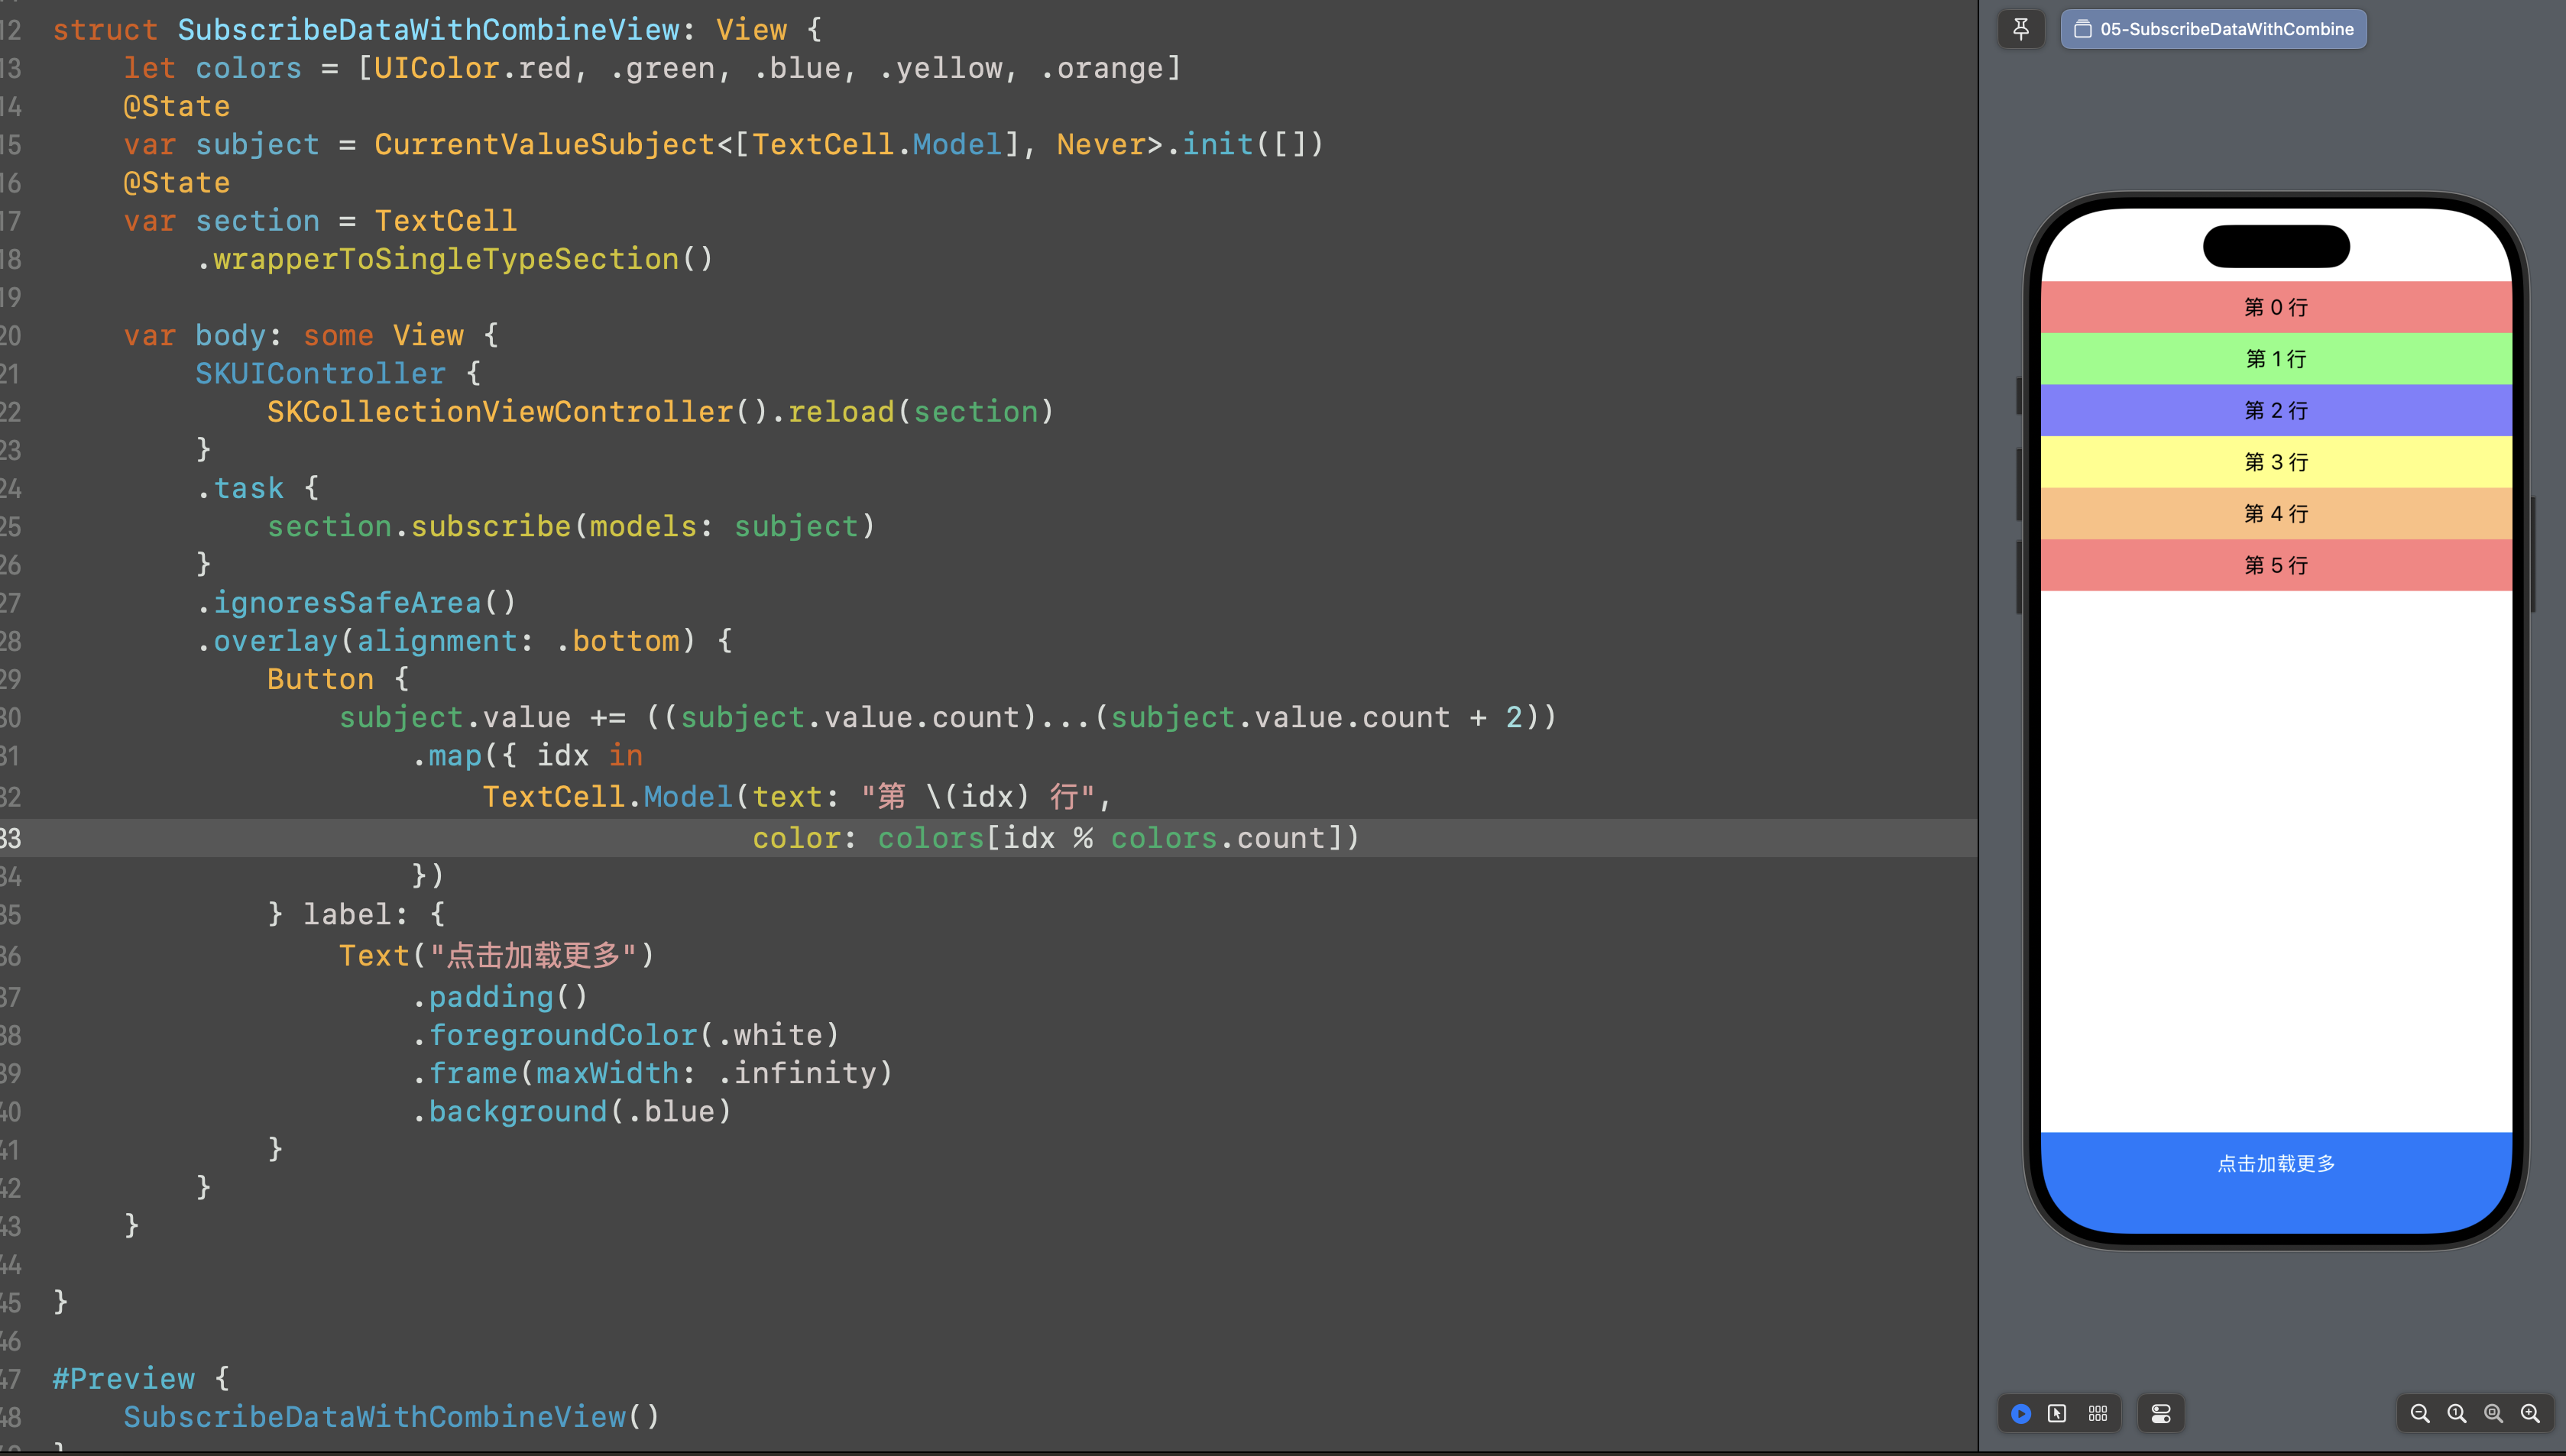 12 struct SubscribeDataWithCombineView: View {
13 let colors = [UIColor.red, .green, .blue, .yellow, .orange]
14 @State
15 var subject = CurrentValueSubject<[TextCell.Model], Never>.init([])
16 @State
17 var section = TextCell
18 .wrapperToSingleTypeSection()
19
20 var body: some View {
21 SKUIController {
22 SKCollectionViewController().reload(section)
23 }
24 .task {
25 section.subscribe(models: subject)
26 }
27 .ignoresSafeArea()
28 .overlay(alignment: .bottom) {
29 Button {
30 subject.value += ((subject.value.count)...(subject.value.count + 2))
31 .map({ idx in
32 TextCell.Model(text: "第 \(idx) 行",
33 color: colors[idx % colors.count])
34 })
35 } label: {
36 Text("点击加载更多")
37 .padding()
38 .foregroundColor(.white)
39 .frame(maxWidth: .infinity)
40 .background(.blue)
41 }
42 }
43 }
44
45 }
46
47 #Preview {
48 SubscribeDataWithCombineView()
05-SubscribeDataWithCombine
第 0 行
第 1 行
第 2 行
第 3 行
第 4 行
第 5 行
点击加载更多